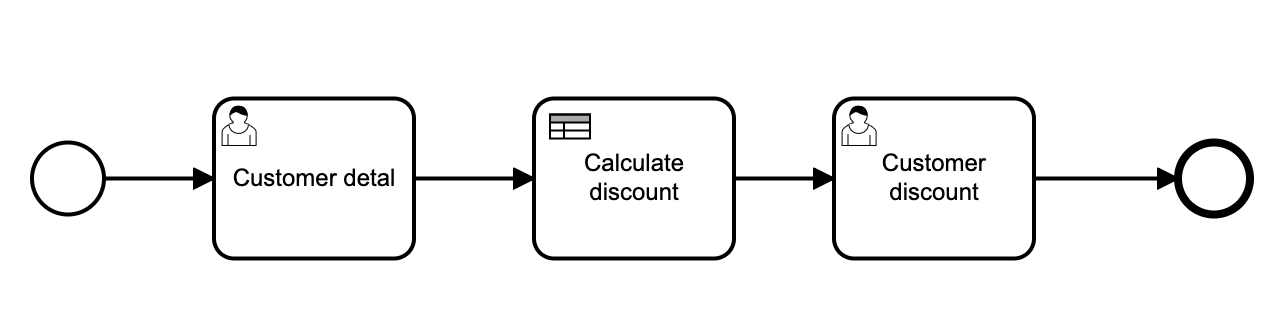 Customer detal
Calculate
discount
Customer
discount